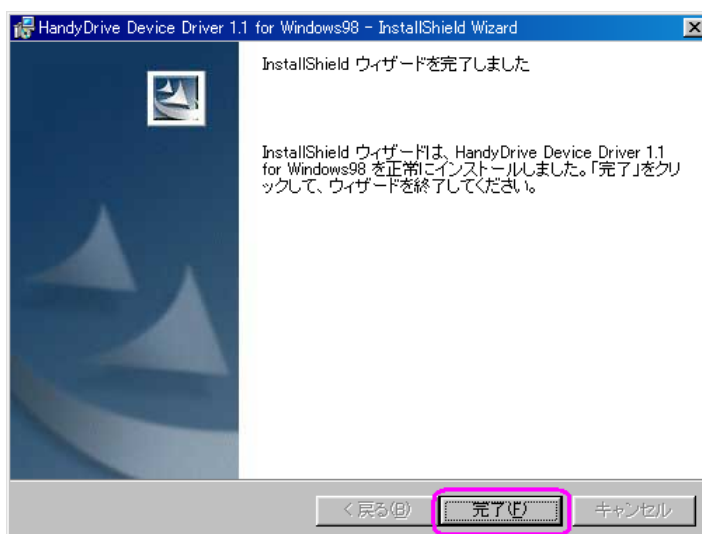 HandyDrive Device Driver 1.1 for Windows98 - InstallShield Wizard
InstallShield ウィザードを完了しました
InstallShield ウィザードは、HandyDrive Device Driver 1.1
for Windows98 を正常にインストールしました。「完了」をクリ
ックして、ウィザードを終了してください。
< 戻る(B) 完了(F) キャンセル